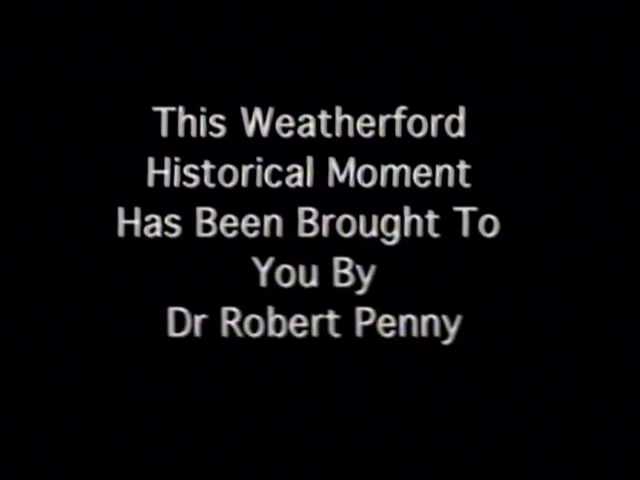 This Weatherford
Historical Moment
Has Been Brought To
You By
Dr Robert Penny